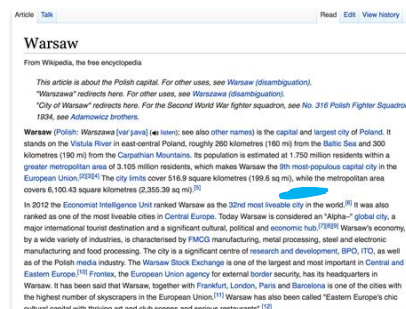 Article Talk Read Edit View history
Warsaw
From Wikipedia, the free encyclopedia
This article is about the Polish capital. For other uses, see Warsaw (disambiguation).
"Warszawa" redirects here. For other uses, see Warszawa (disambiguation).
"City of Warsaw" redirects here. For the Second World War fighter squadron, see No. 316 Polish Fighter Squadron
1934, see Adamowicz brothers.
Warsaw (Polish: Warszawa [varˈʂava] (listen); see also other names) is the capital and largest city of Poland. It
stands on the Vistula River in east-central Poland, roughly 260 kilometres (160 mi) from the Baltic Sea and 300
kilometres (190 mi) from the Carpathian Mountains. Its population is estimated at 1.750 million residents within a
greater metropolitan area of 3.105 million residents, which makes Warsaw the 9th most-populous capital city in the
European Union.[2][3][4] The city limits cover 516.9 square kilometres (199.6 sq mi), while the metropolitan area
covers 6,100.43 square kilometres (2,355.39 sq mi).[5]
In 2012 the Economist Intelligence Unit ranked Warsaw as the 32nd most liveable city in the world.[6] It was also
ranked as one of the most liveable cities in Central Europe. Today Warsaw is considered an "Alpha–" global city, a
major international tourist destination and a significant cultural, political and economic hub.[7][8][9] Warsaw's economy,
by a wide variety of industries, is characterised by FMCG manufacturing, metal processing, steel and electronic
manufacturing and food processing. The city is a significant centre of research and development, BPO, ITO, as well
as of the Polish media industry. The Warsaw Stock Exchange is one of the largest and most important in Central and
Eastern Europe.[10] Frontex, the European Union agency for external border security, has its headquarters in
Warsaw. It has been said that Warsaw, together with Frankfurt, London, Paris and Barcelona is one of the cities with
the highest number of skyscrapers in the European Union.[11] Warsaw has also been called "Eastern Europe's chic
cultural capital with thriving art and club scenes and serious restaurants".[12]